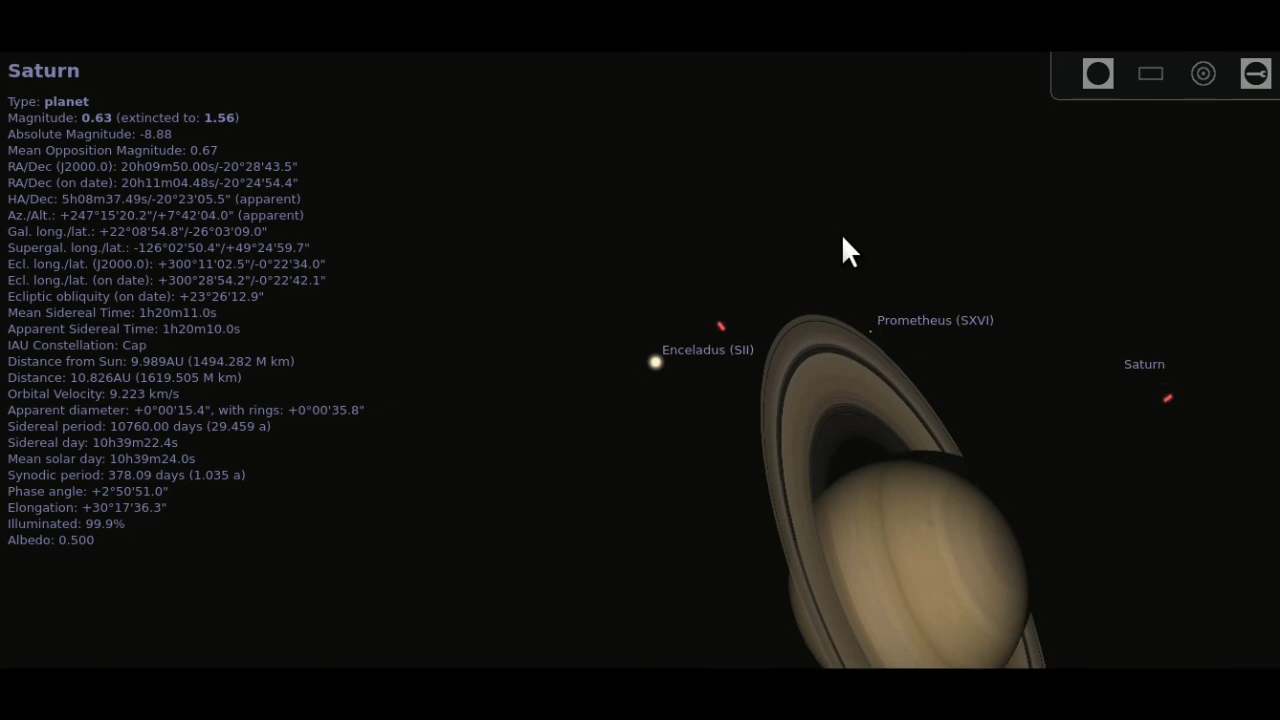 Saturn
Type: planet
Magnitude: 0.63 (extincted to: 1.56)
Absolute Magnitude: -8.88
Mean Opposition Magnitude: 0.67
RA/Dec (J2000.0): 20h09m50.00s/-20°28'43.5"
RA/Dec (on date): 20h11m04.48s/-20°24'54.4"
HA/Dec: 5h08m37.49s/-20°23'05.5" (apparent)
Az./Alt.: +247°15'20.2"/+7°42'04.0" (apparent)
Gal. long./lat.: +22°08'54.8"/-26°03'09.0"
Supergal. long./lat.: -126°02'50.4"/+49°24'59.7"
Ecl. long./lat. (J2000.0): +300°11'02.5"/-0°22'34.0"
Ecl. long./lat. (on date): +300°28'54.2"/-0°22'42.1"
Ecliptic obliquity (on date): +23°26'12.9"
Mean Sidereal Time: 1h20m11.0s
Apparent Sidereal Time: 1h20m10.0s
IAU Constellation: Cap
Distance from Sun: 9.989AU (1494.282 M km)
Distance: 10.826AU (1619.505 M km)
Orbital Velocity: 9.223 km/s
Apparent diameter: +0°00'15.4", with rings: +0°00'35.8"
Sidereal period: 10760.00 days (29.459 a)
Sidereal day: 10h39m22.4s
Mean solar day: 10h39m24.0s
Synodic period: 378.09 days (1.035 a)
Phase angle: +2°50'51.0"
Elongation: +30°17'36.3"
Illuminated: 99.9%
Albedo: 0.500
Prometheus (SXVI)
Enceladus (SII)
Saturn